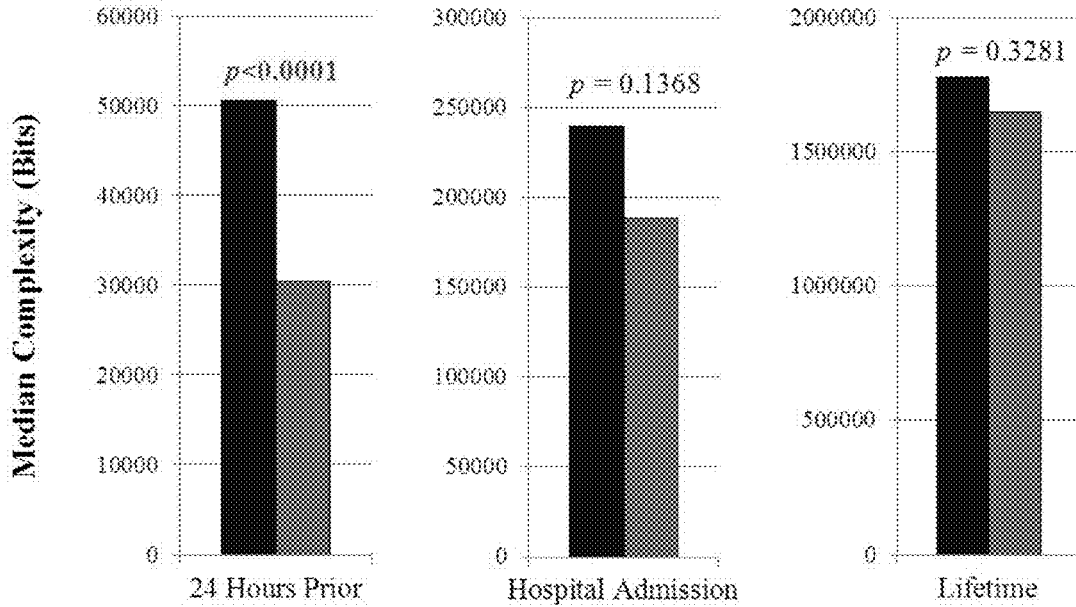 Median Complexity (Bits)
60000
50000
40000
30000
20000
10000
0
p<0.0001
24 Hours Prior
300000
250000
200000
150000
100000
50000
0
p = 0.1368
Hospital Admission
2000000
1500000
1000000
500000
0
p = 0.3281
Lifetime